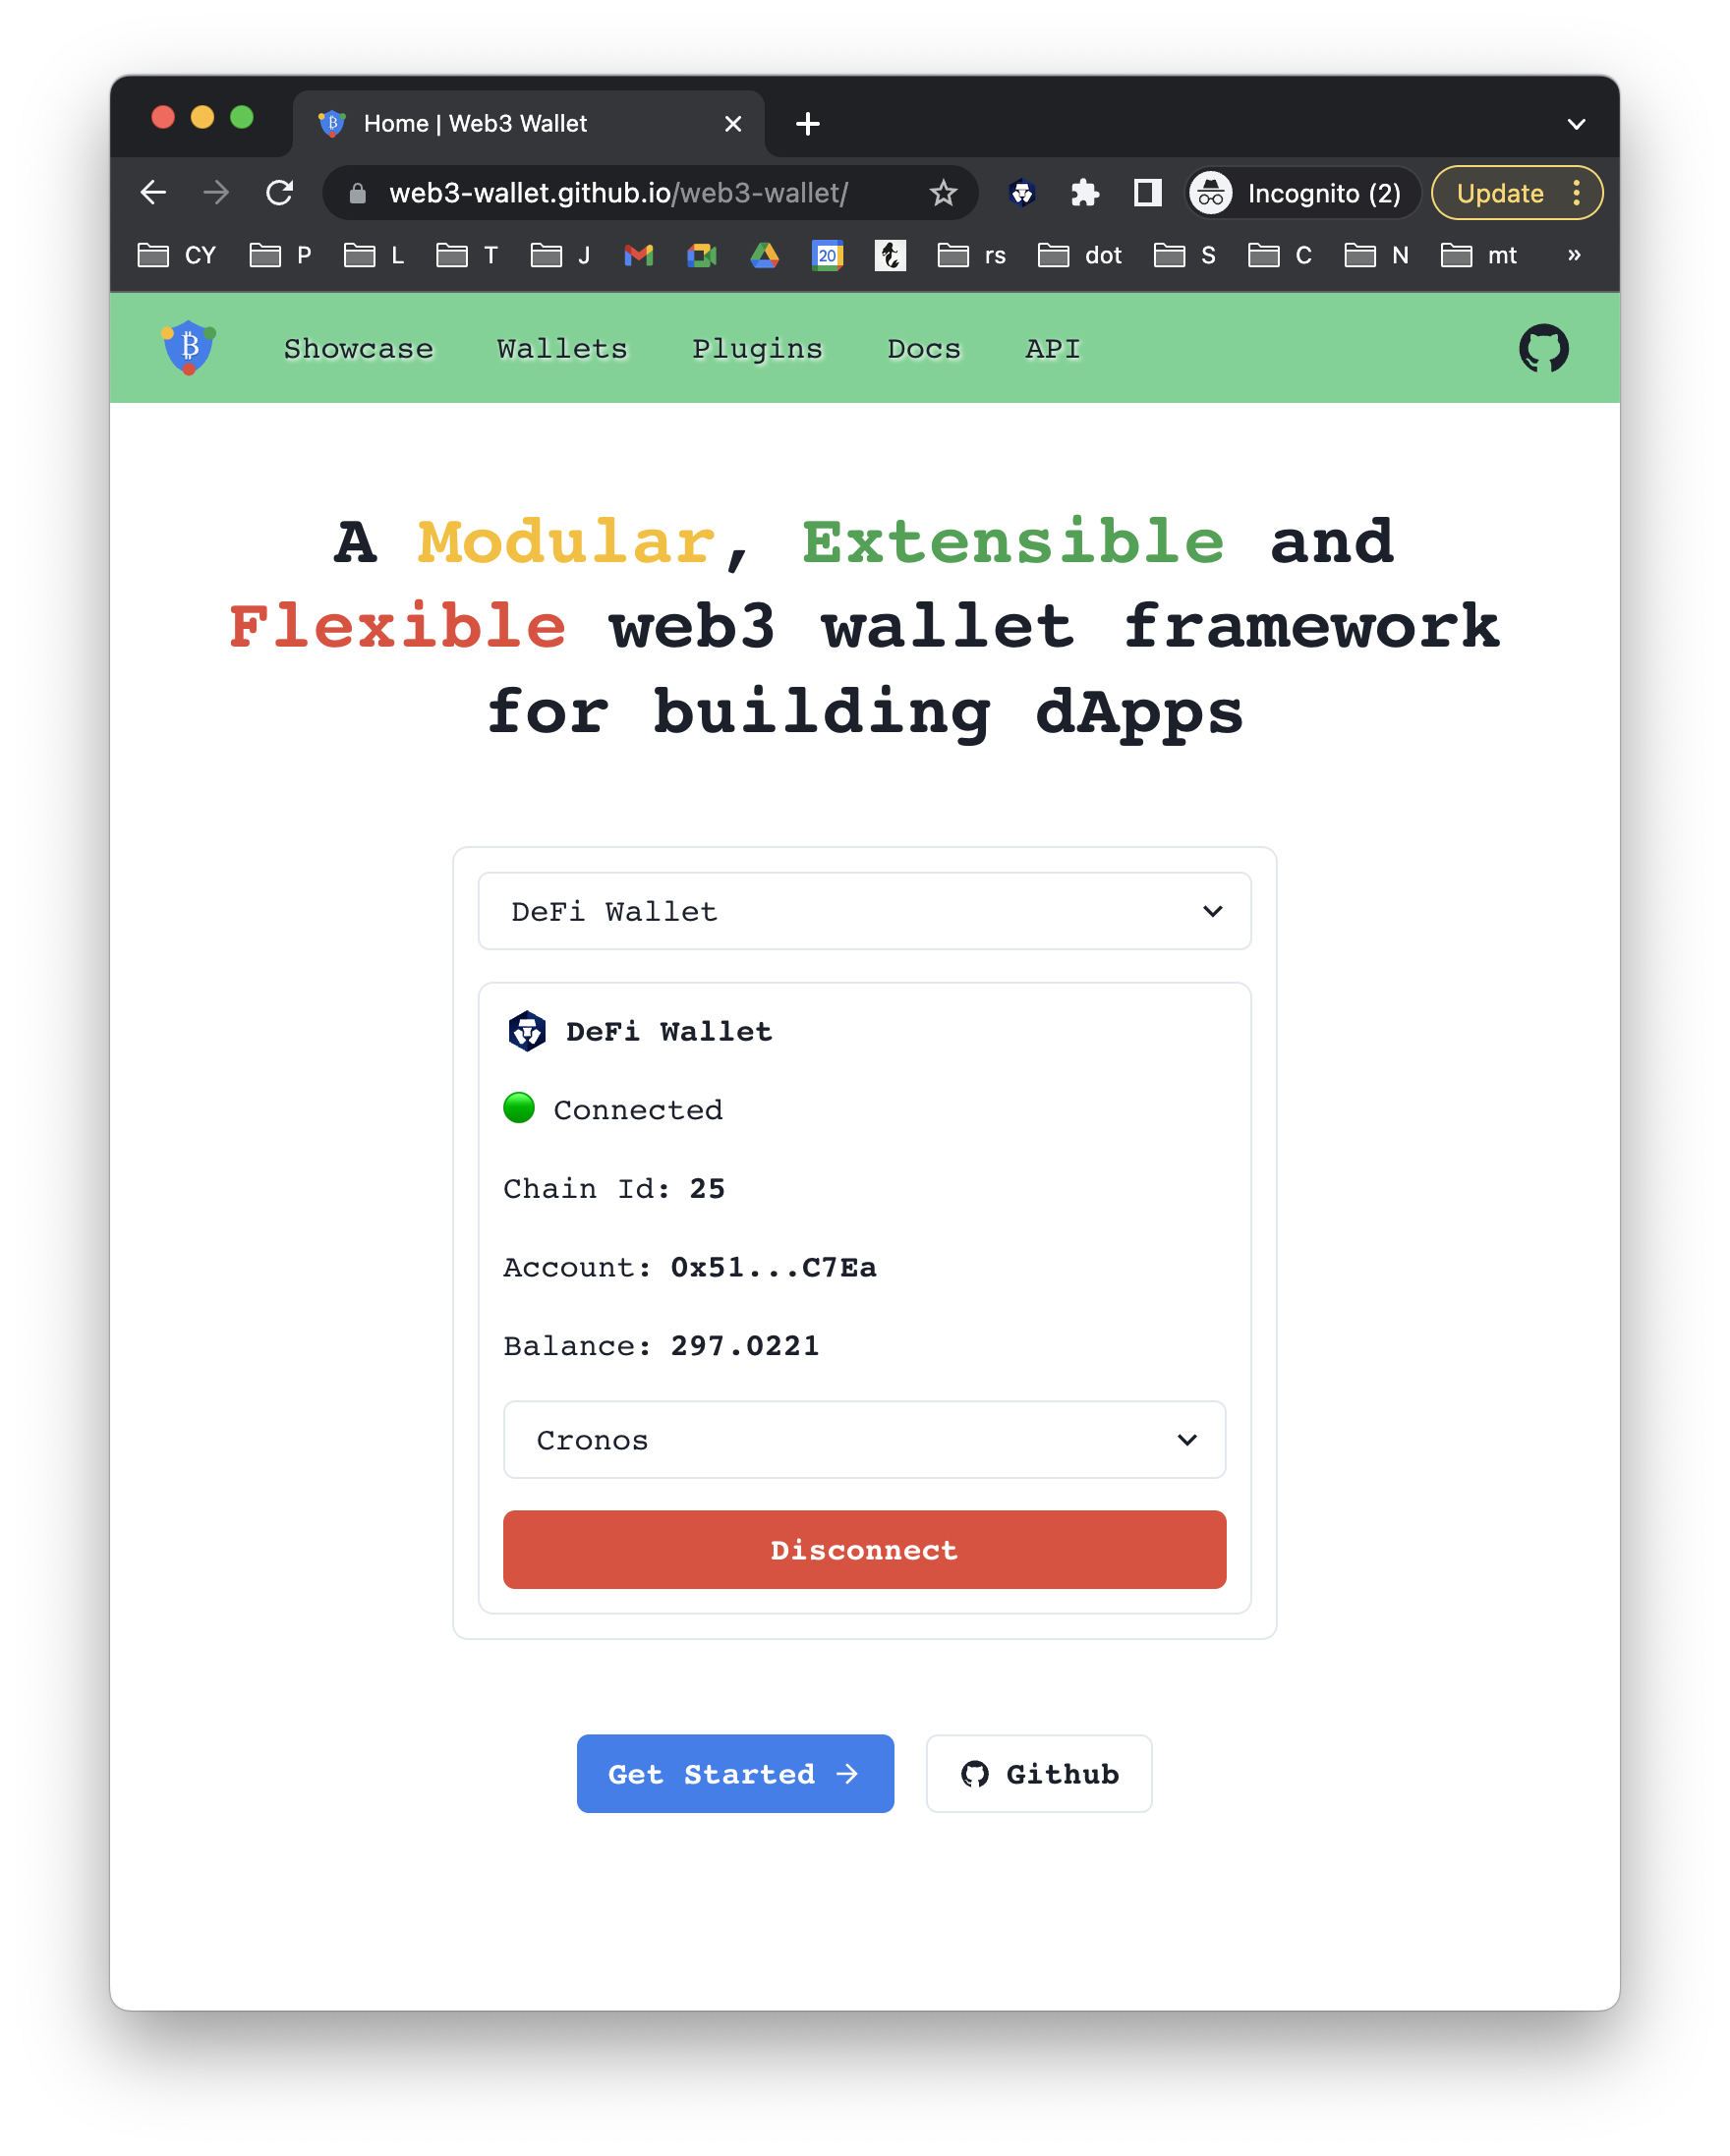 Home | Web3 Wallet
web3-wallet.github.io/web3-wallet/
Incognito (2)
Update
CY P L T J 20 rs dot S C N mt »
Showcase Wallets Plugins Docs API
A Modular, Extensible and
Flexible web3 wallet framework
for building dApps
DeFi Wallet
DeFi Wallet
Connected
Chain Id: 25
Account: 0x51...C7Ea
Balance: 297.0221
Cronos
Disconnect
Get Started →
Github